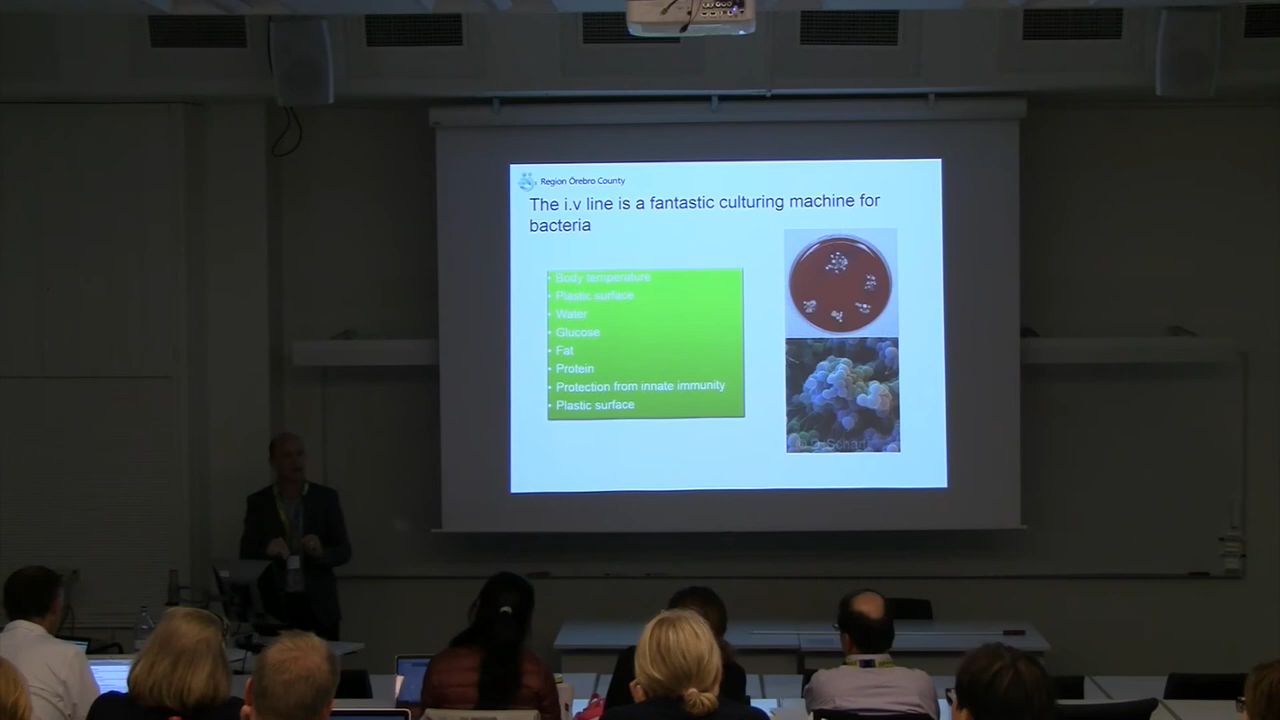 Region Örebro County
The i.v line is a fantastic culturing machine for
bacteria
• Body temperature
• Plastic surface
• Water
• Glucose
• Fat
• Protein
• Protection from innate immunity
• Plastic surface